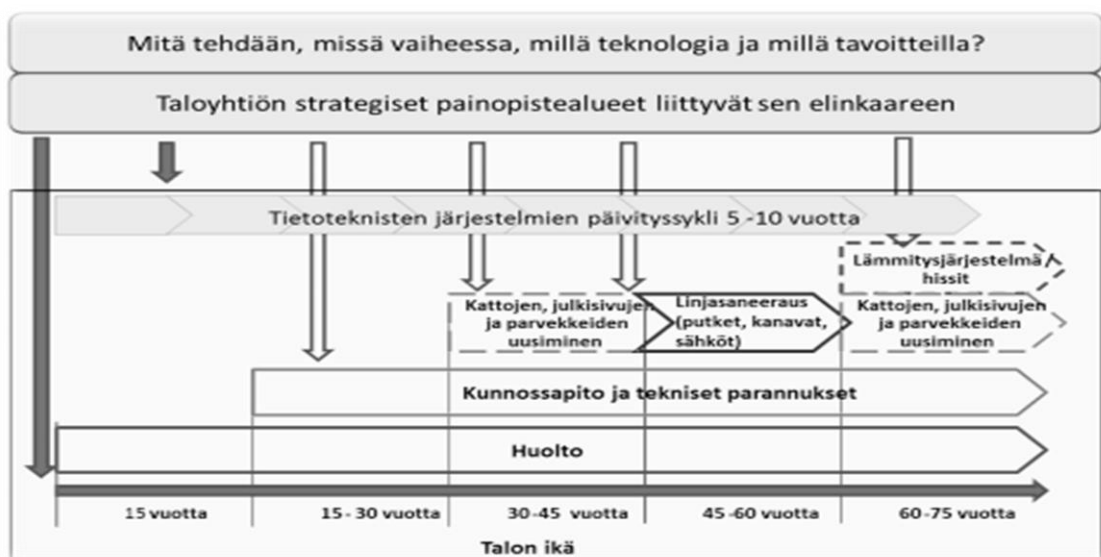 Mitä tehdään, missä vaiheessa, millä teknologia ja millä tavoitteilla?
Taloyhtiön strategiset painopistealueet liittyvät sen elinkaareen
Tietoteknisten järjestelmien päivityssykli 5 -10 vuotta
Lämmitysjärjestelmä /
hissit
Kattojen, julkisivujen
ja parvekkeiden
uusiminen
Linjasaneeraus
(putket, kanavat,
sähköt)
Kattojen, julkisivujen
ja parvekkeiden
uusiminen
Kunnossapito ja tekniset parannukset
Huolto
15 vuotta
15 - 30 vuotta
30-45 vuotta
45-60 vuotta
60-75 vuotta
Talon ikä